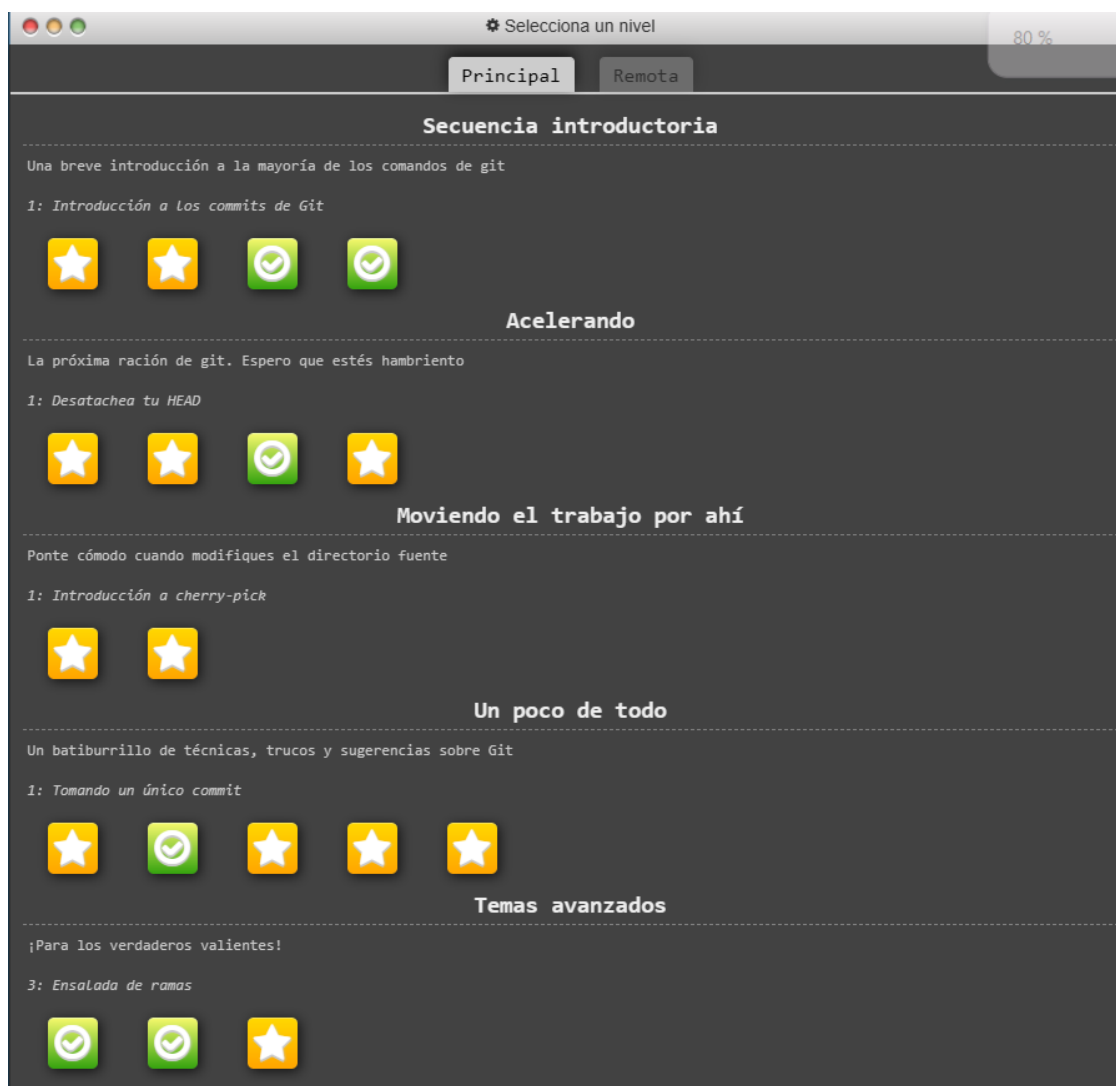 Selecciona un nivel
80 %
Principal
Remota
Secuencia introductoria
Una breve introducción a la mayoría de los comandos de git
1: Introducción a los commits de Git
Acelerando
La próxima ración de git. Espero que estés hambriento
1: Desatachea tu HEAD
Moviendo el trabajo por ahí
Ponte cómodo cuando modifiques el directorio fuente
1: Introducción a cherry-pick
Un poco de todo
Un batiburrillo de técnicas, trucos y sugerencias sobre Git
1: Tomando un único commit
Temas avanzados
¡Para los verdaderos valientes!
3: Ensalada de ramas